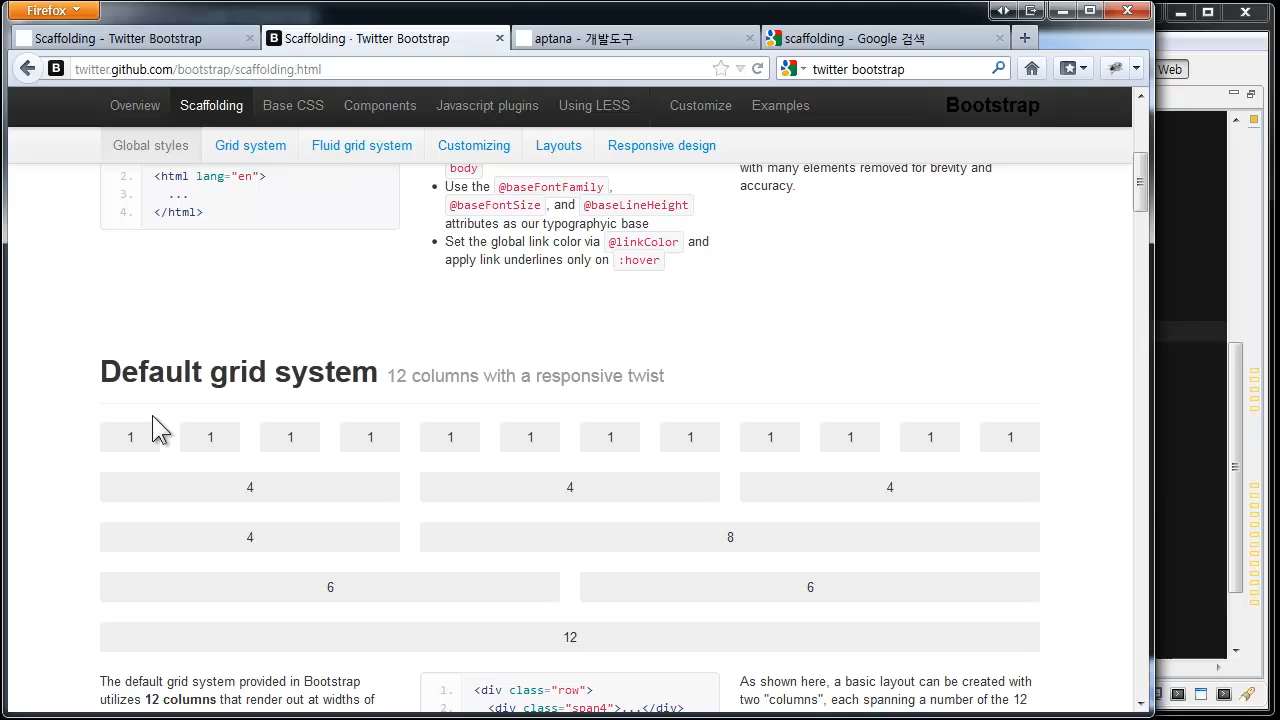 Firefox
Scaffolding - Twitter Bootstrap
Scaffolding · Twitter Bootstrap
aptana - 개발도구
scaffolding - Google 검색
twitter.github.com/bootstrap/scaffolding.html
twitter bootstrap
Web
Overview
Scaffolding
Base CSS
Components
Javascript plugins
Using LESS
Customize
Examples
Bootstrap
Global styles
Grid system
Fluid grid system
Customizing
Layouts
Responsive design
2. <html lang="en">
3. ...
4. </html>
body
Use the @baseFontFamily,
@baseFontSize, and @baseLineHeight
attributes as our typographyic base
Set the global link color via @linkColor and
apply link underlines only on :hover
with many elements removed for brevity and
accuracy.
Default grid system 12 columns with a responsive twist
1 1 1 1 1 1 1 1 1 1 1 1
4 4 4
4 8
6 6
12
The default grid system provided in Bootstrap
utilizes 12 columns that render out at widths of
1. <div class="row">
2. <div class="span4">...</div>
As shown here, a basic layout can be created with
two "columns", each spanning a number of the 12